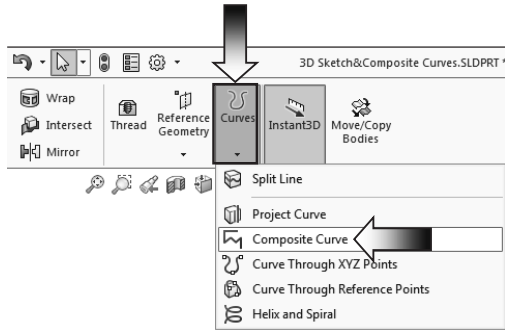 3D Sketch&Composite Curves.SLDPRT *
Wrap
Intersect
Mirror
Thread
Reference
Geometry
Curves
Instant3D
Move/Copy
Bodies
Split Line
Project Curve
Composite Curve
Curve Through XYZ Points
Curve Through Reference Points
Helix and Spiral